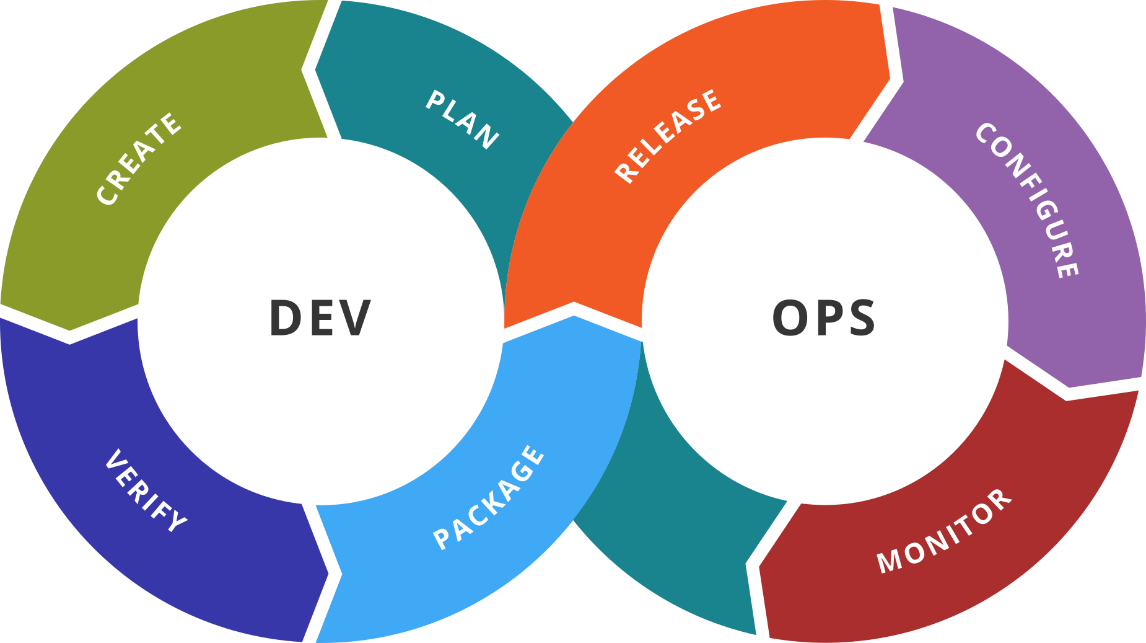 CREATE
PLAN
RELEASE
CONFIGURE
DEV
OPS
VERIFY
PACKAGE
MONITOR